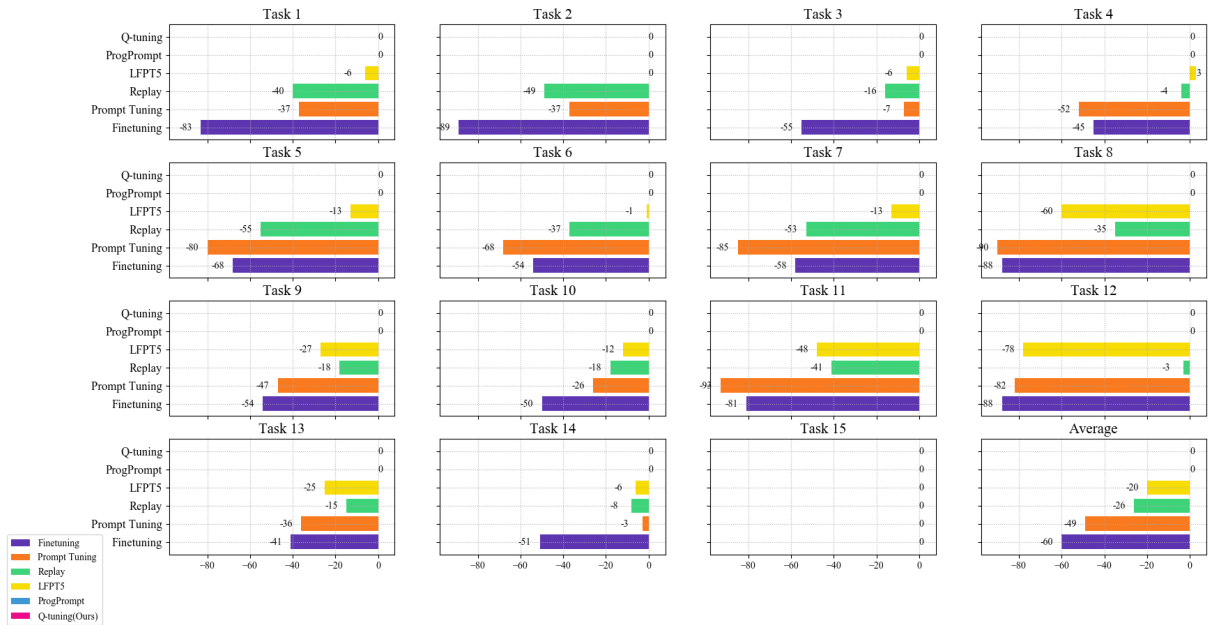 Task 1
Task 2
Task 3
Task 4
Q-tuning 0 0 0 0
ProgPrompt 0 0 0 0
LFPT5 -6 0 -6 3
Replay -40 -49 -16 -4
Prompt Tuning -37 -37 -7 -52
Finetuning -83 -89 -55 -45
Task 5
Task 6
Task 7
Task 8
Q-tuning 0 0 0 0
ProgPrompt 0 0 0 0
LFPT5 -13 -1 -13 -60
Replay -55 -37 -53 -35
Prompt Tuning -80 -68 -85 -90
Finetuning -68 -54 -58 -88
Task 9
Task 10
Task 11
Task 12
Q-tuning 0 0 0 0
ProgPrompt 0 0 0 0
LFPT5 -27 -12 -48 -78
Replay -18 -18 -41 -3
Prompt Tuning -47 -26 -93 -82
Finetuning -54 -50 -81 -88
Task 13
Task 14
Task 15
Average
Q-tuning 0 0 0 0
ProgPrompt 0 0 0 0
LFPT5 -25 -6 0 -20
Replay -15 -8 0 -26
Prompt Tuning -36 -3 0 -49
Finetuning -41 -51 0 -60
−80 −60 −40 −20 0
−80 −60 −40 −20 0
−80 −60 −40 −20 0
−80 −60 −40 −20 0
Finetuning
Prompt Tuning
Replay
LFPT5
ProgPrompt
Q-tuning(Ours)